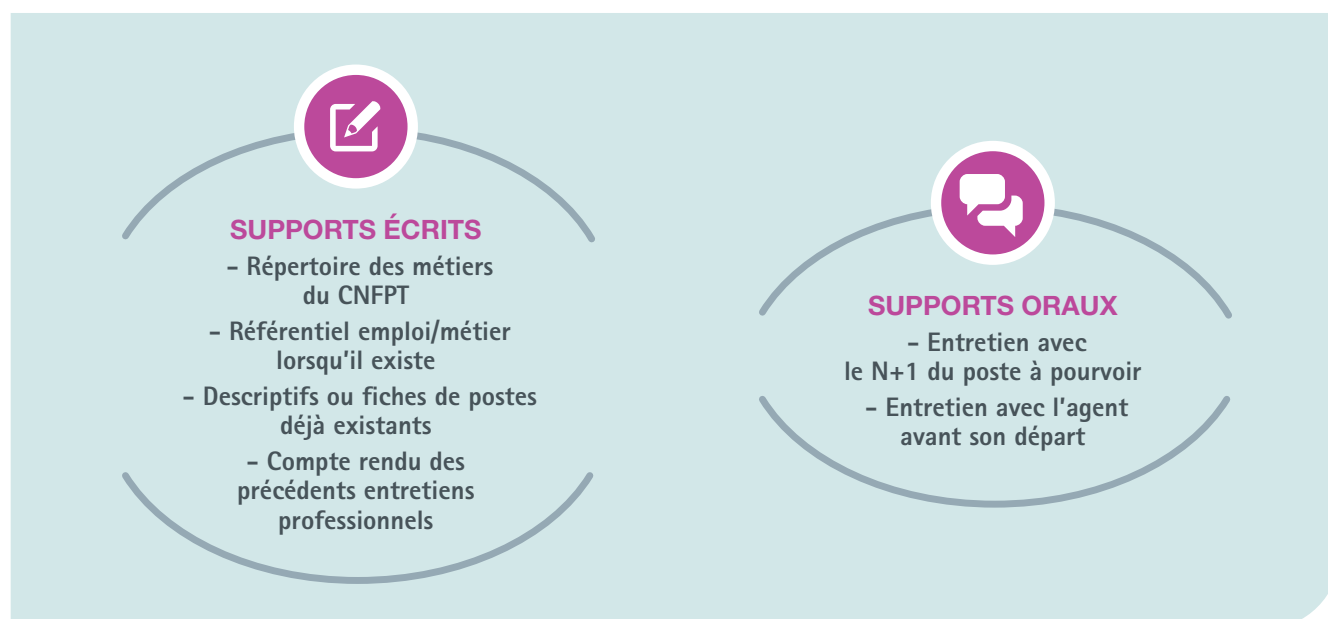 SUPPORTS ÉCRITS
– Répertoire des métiers
du CNFPT
– Référentiel emploi/métier
lorsqu'il existe
– Descriptifs ou fiches de postes
déjà existants
– Compte rendu des
précédents entretiens
professionnels
SUPPORTS ORAUX
– Entretien avec
le N+1 du poste à pourvoir
– Entretien avec l'agent
avant son départ